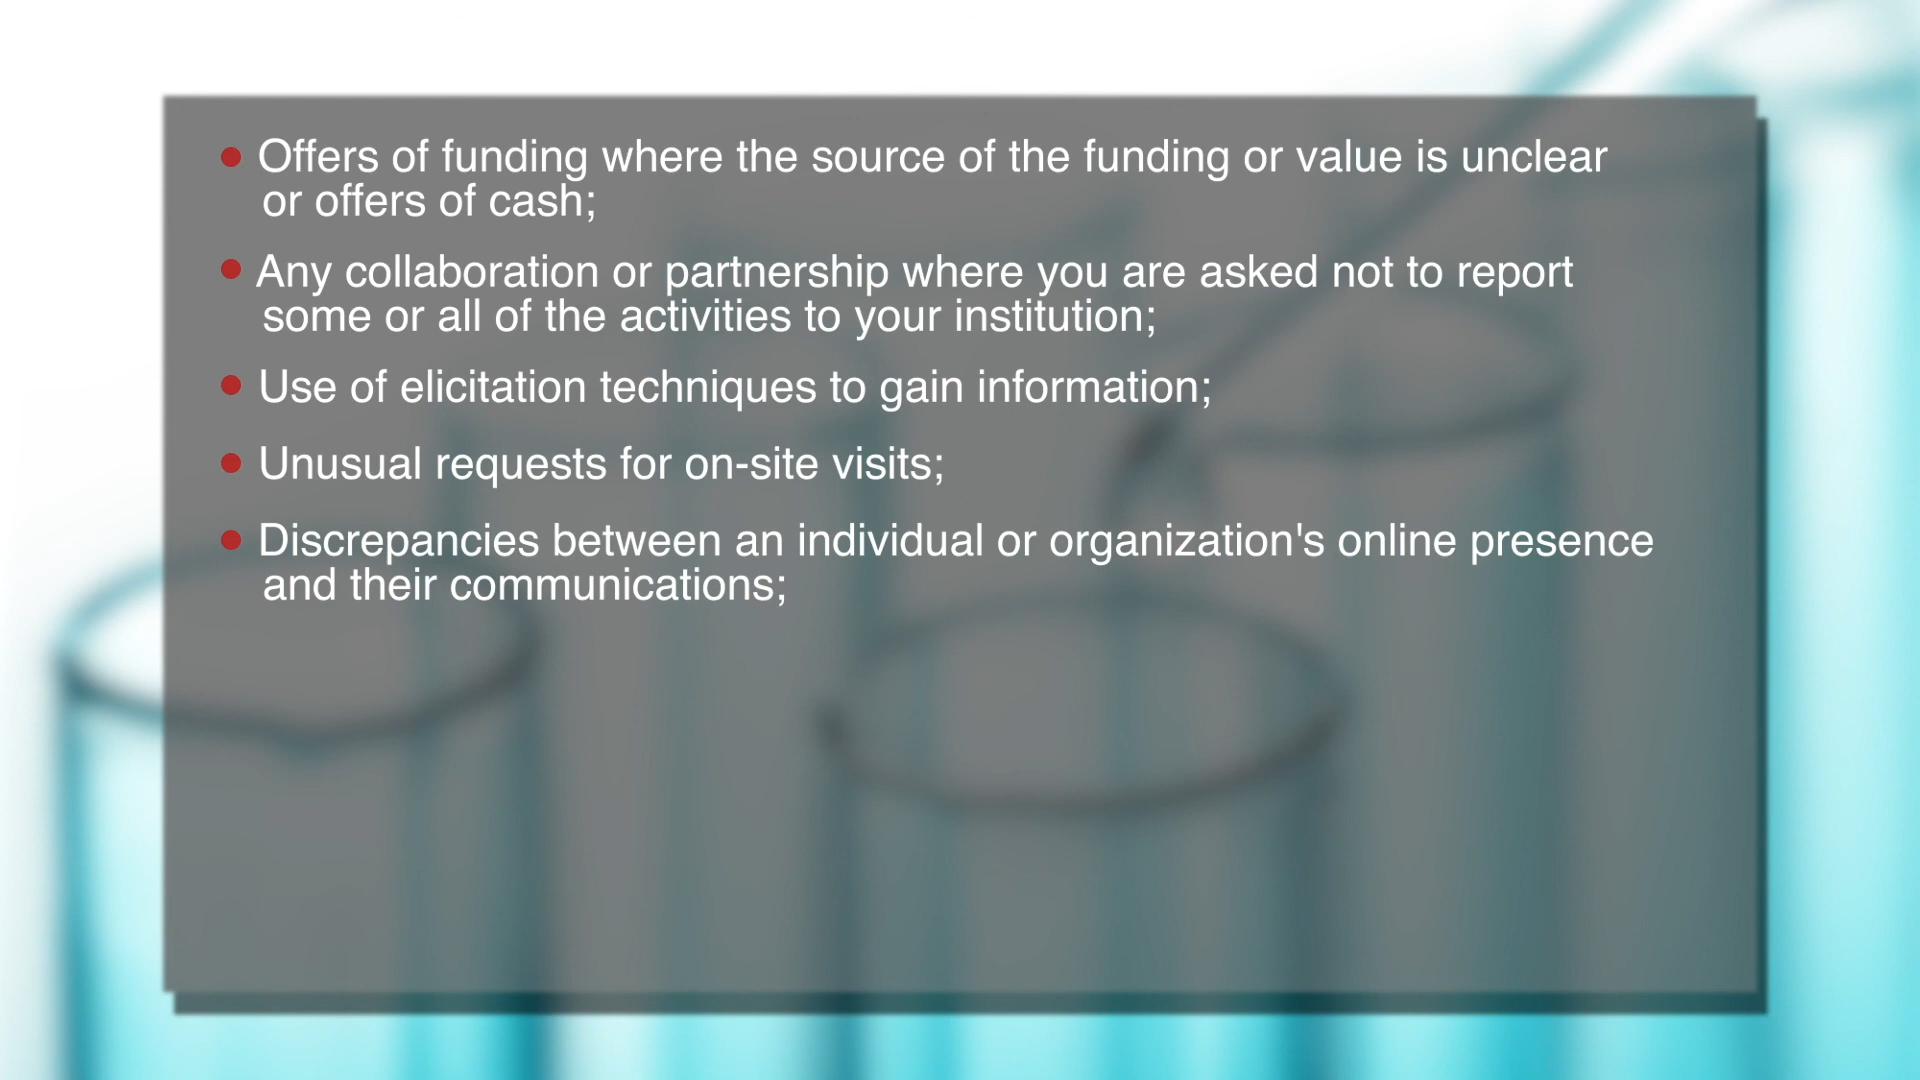 • Offers of funding where the source of the funding or value is unclear
or offers of cash;
• Any collaboration or partnership where you are asked not to report
some or all of the activities to your institution;
• Use of elicitation techniques to gain information;
• Unusual requests for on-site visits;
• Discrepancies between an individual or organization's online presence
and their communications;